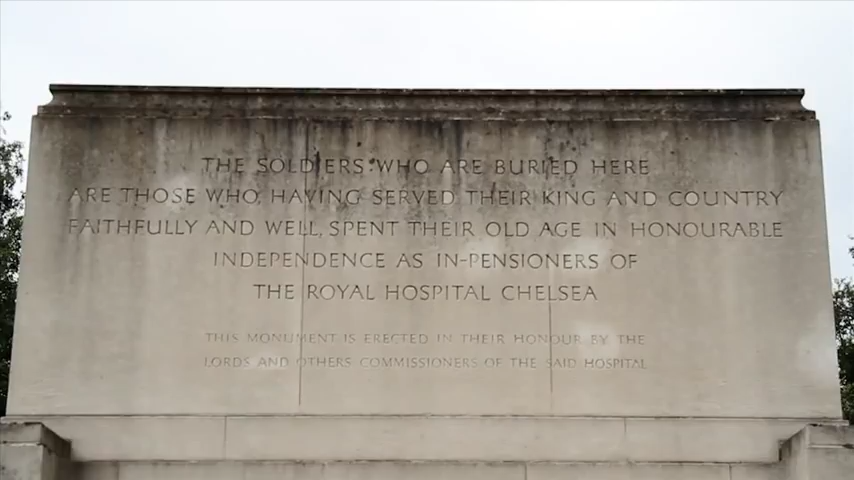 THE SOLDIERS WHO ARE BURIED HERE
ARE THOSE WHO, HAVING SERVED THEIR KING AND COUNTRY
FAITHFULLY AND WELL, SPENT THEIR OLD AGE IN HONOURABLE
INDEPENDENCE AS IN-PENSIONERS OF
THE ROYAL HOSPITAL CHELSEA
THIS MONUMENT IS ERECTED IN THEIR HONOUR BY THE
LORDS AND OTHERS COMMISSIONERS OF THE SAID HOSPITAL